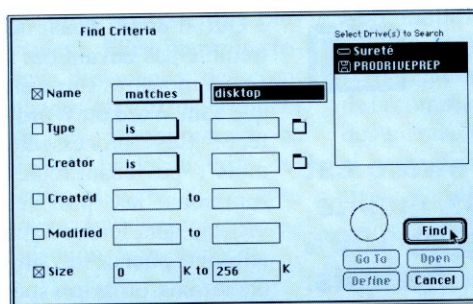 Find Criteria
Select Drive(s) to Search
Sureté
PRODRIVEPREP
Name matches disktop
Type is
Creator is
Created to
Modified to
Size 0 K to 256 K
Find
Go To Open
Define Cancel